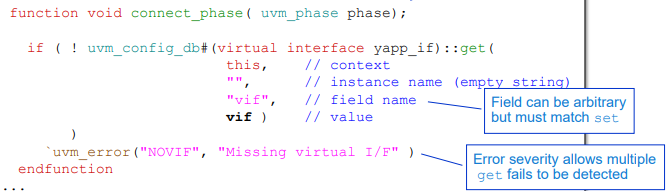 function void connect_phase( uvm_phase phase);
if ( ! uvm_config_db#(virtual interface yapp_if)::get(
this, // context
"", // instance name (empty string)
"vif", // field name
vif ) // value
)
`uvm_error("NOVIF", "Missing virtual I/F" )
endfunction
...
Field can be arbitrary
but must match set
Error severity allows multiple
get fails to be detected